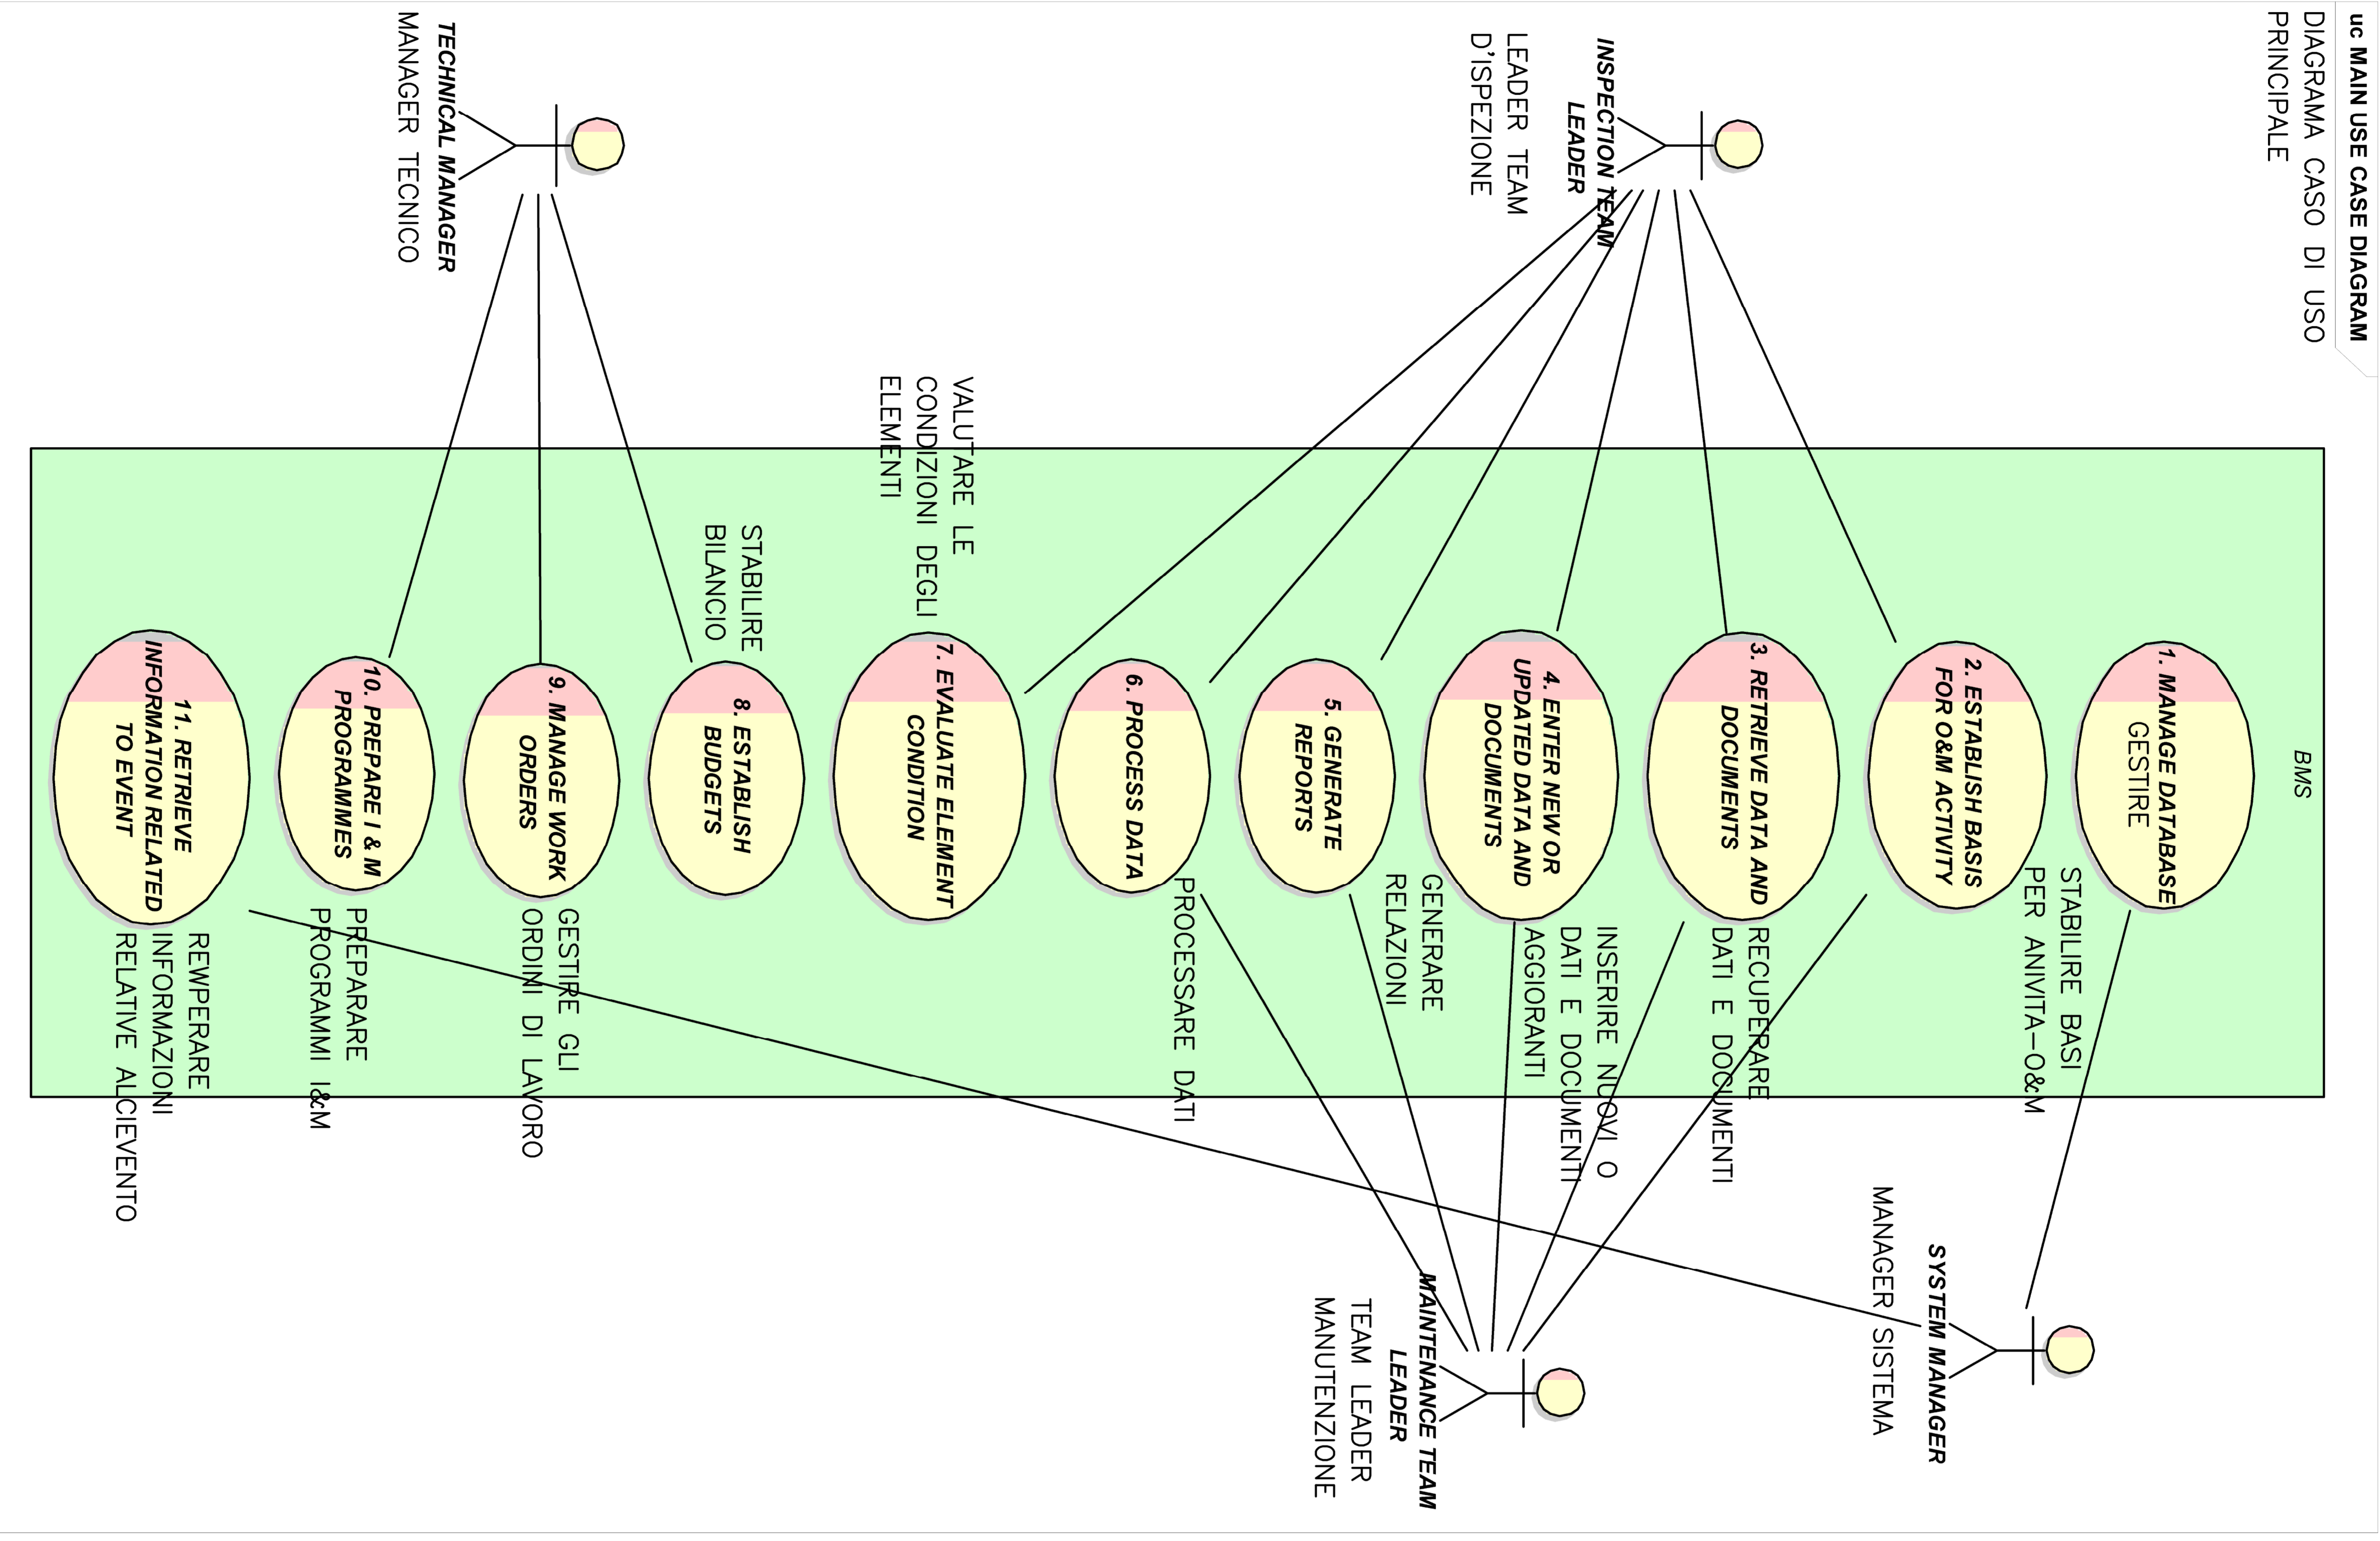 uc MAIN USE CASE DIAGRAM
DIAGRAMA CASO DI USO
PRINCIPALE
BMS
INSPECTION TEAM
LEADER
LEADER TEAM
D'ISPEZIONE
TECHNICAL MANAGER
MANAGER TECNICO
1. MANAGE DATABASE
GESTIRE
2. ESTABLISH BASIS
FOR O&M ACTIVITY
STABILIRE BASI
PER ANIVITA-O&M
3. RETRIEVE DATA AND
DOCUMENTS
RECUPERARE
DATI E DOCUMENTI
4. ENTER NEW OR
UPDATED DATA AND
DOCUMENTS
INSERIRE NUOVI O
DATI E DOCUMENTI
AGGIORANTI
5. GENERATE
REPORTS
GENERARE
RELAZIONI
6. PROCESS DATA
PROCESSARE DATI
7. EVALUATE ELEMENT
CONDITION
VALUTARE LE
CONDIZIONI DEGLI
ELEMENTI
8. ESTABLISH
BUDGETS
STABILIRE
BILANCIO
9. MANAGE WORK
ORDERS
GESTIRE GLI
ORDINI DI LAVORO
10. PREPARE I & M
PROGRAMMES
PREPARARE
PROGRAMMI I&M
11. RETRIEVE
INFORMATION RELATED
TO EVENT
REWPERARE
INFORMAZIONI
RELATIVE ALCIEVENTO
SYSTEM MANAGER
MANAGER SISTEMA
MAINTENANCE TEAM
LEADER
TEAM LEADER
MANUTENZIONE